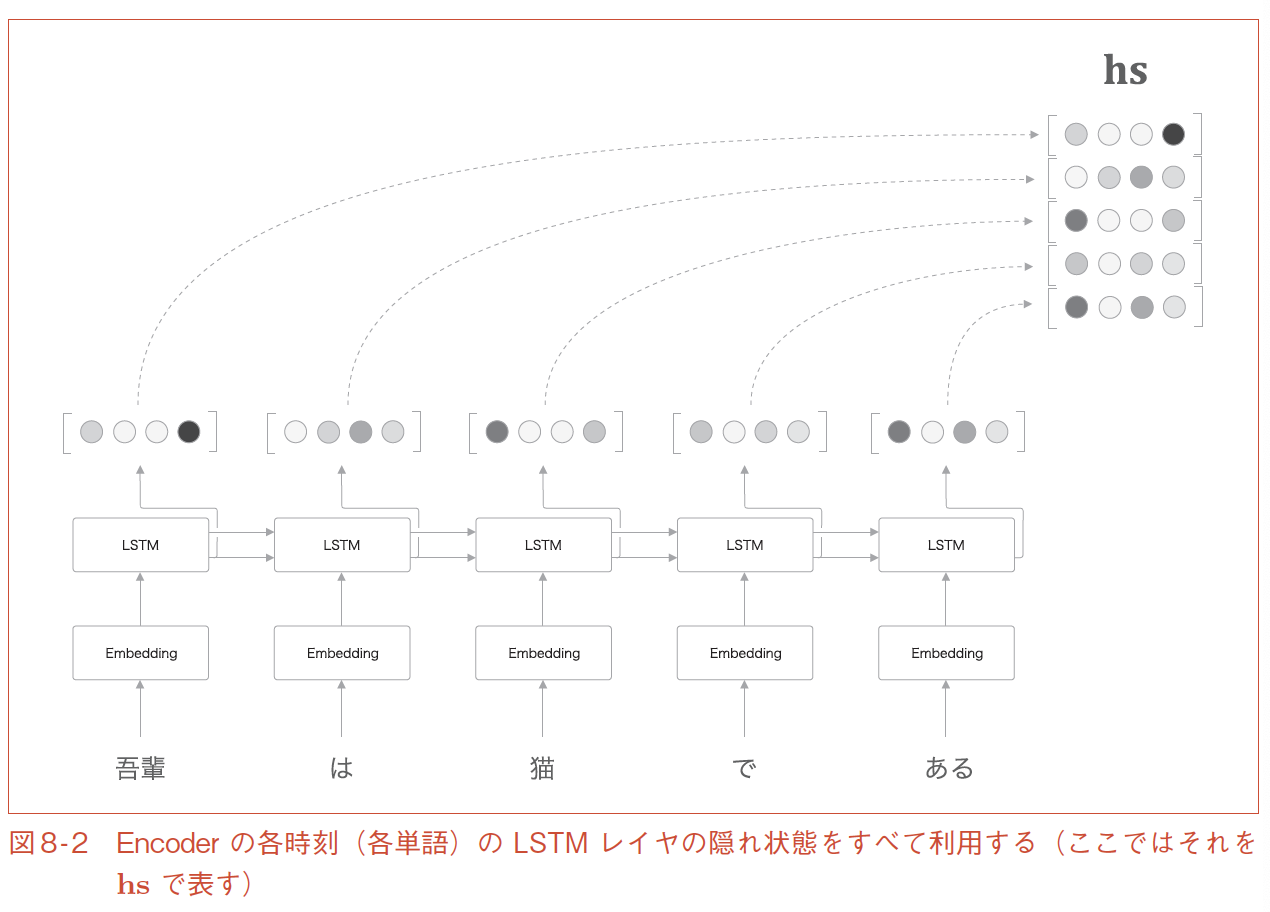 hs
LSTM LSTM LSTM LSTM LSTM
Embedding Embedding Embedding Embedding Embedding
吾輩 は 猫 で ある
図8-2 Encoder の各時刻（各単語）の LSTM レイヤの隠れ状態をすべて利用する（ここではそれを
hs で表す）